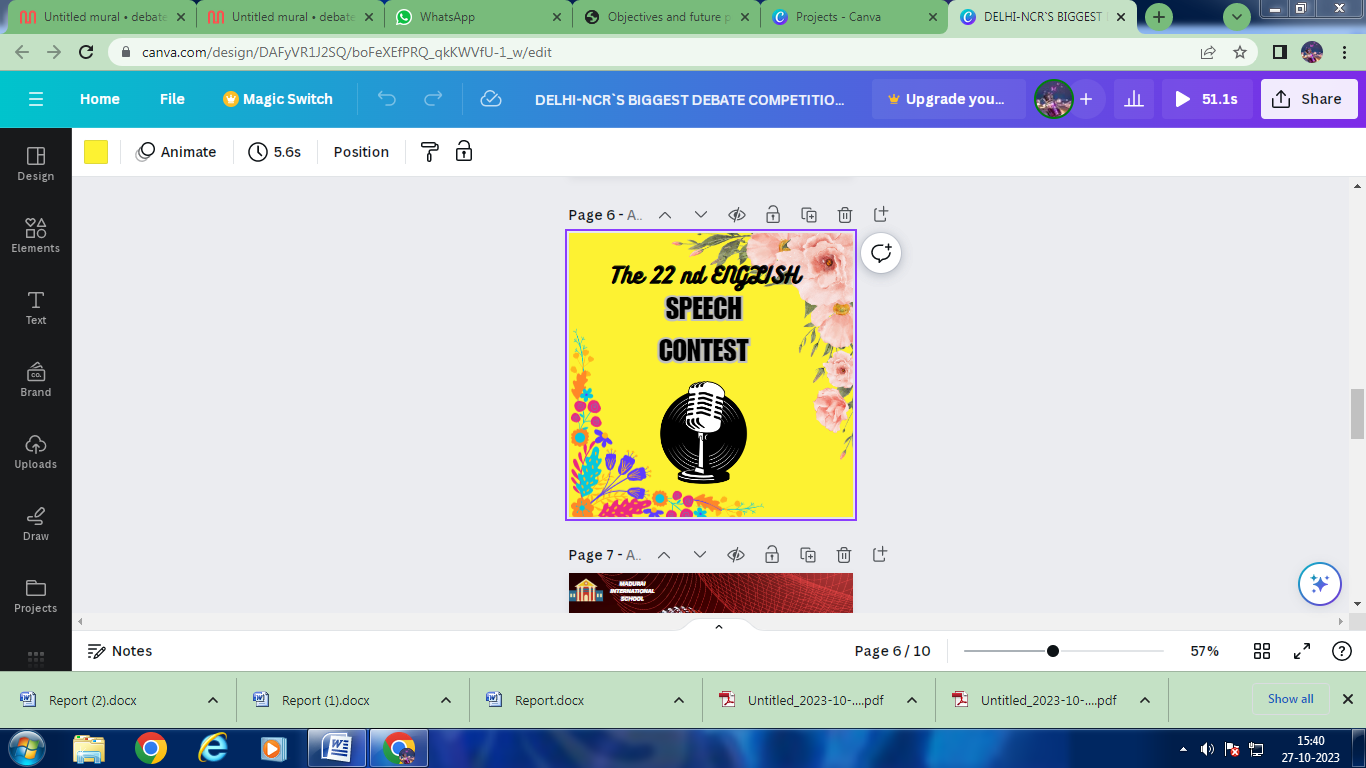 Untitled mural • debate
Untitled mural • debate
WhatsApp
Objectives and future p
Projects - Canva
DELHI-NCR`S BIGGEST
canva.com/design/DAFyVR1J2SQ/boFeXEfPRQ_qkKWVfU-1_w/edit
Home
File
Magic Switch
DELHI-NCR`S BIGGEST DEBATE COMPETITIO...
Upgrade you...
51.1s
Share
Animate
5.6s
Position
Design
Elements
Text
CO.
Brand
Uploads
Draw
Projects
Page 6 - A...
The 22 nd ENGLISH
SPEECH
CONTEST
Page 7 - A...
MADURAI
INTERNATIONAL
SCHOOL
Notes
Page 6 / 10
57%
Report (2).docx
Report (1).docx
Report.docx
Untitled_2023-10-....pdf
Untitled_2023-10-....pdf
Show all
15:40
27-10-2023